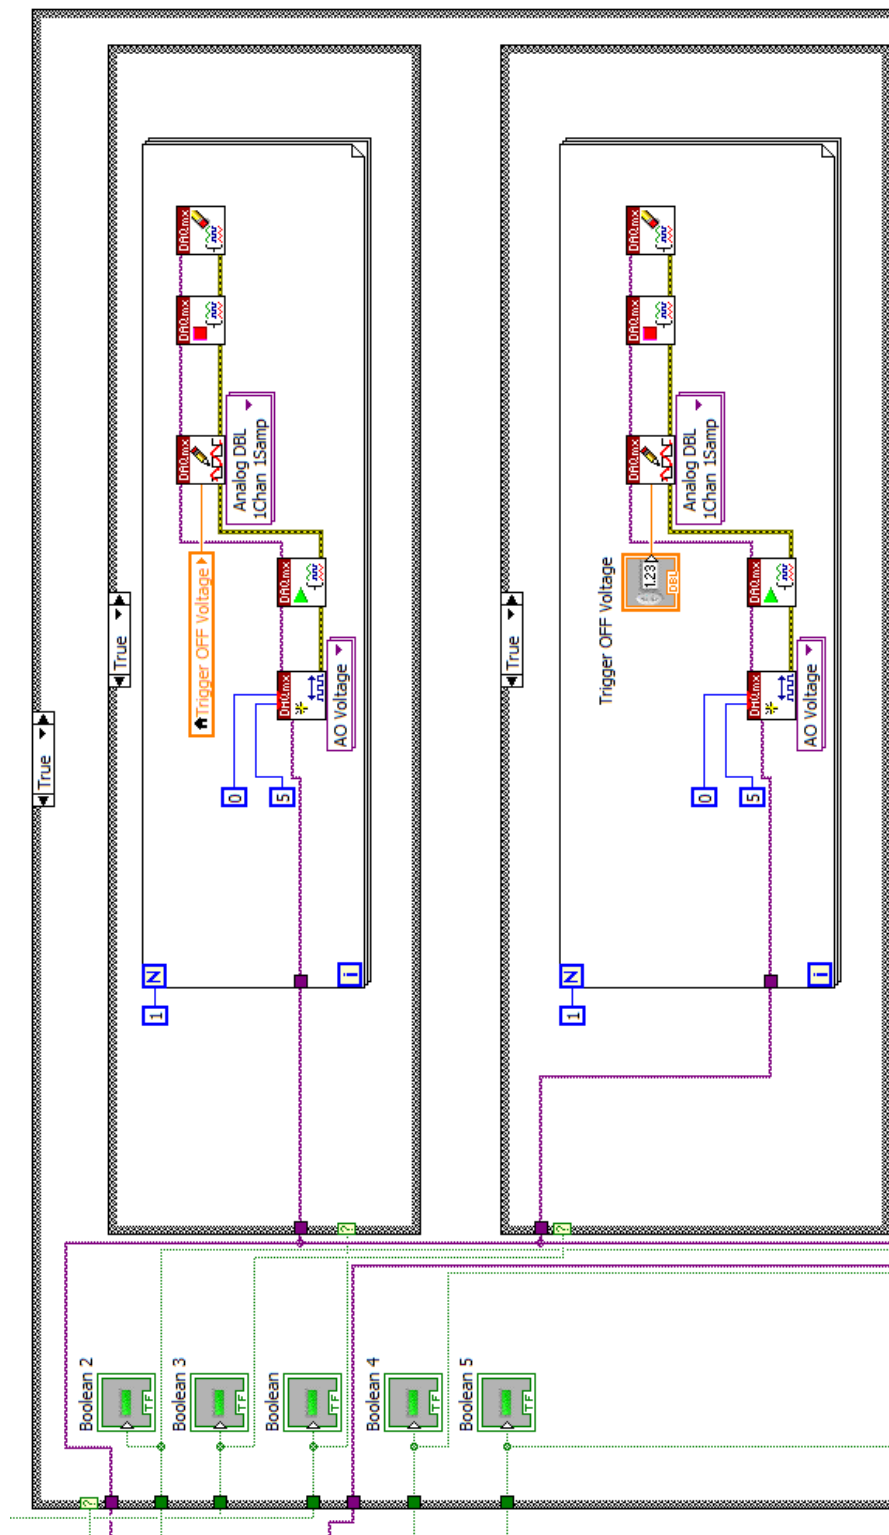 True
?
Boolean 2
TF
Boolean 3
TF
Boolean
TF
Boolean 4
TF
Boolean 5
TF
True
?
1
N
Trigger OFF Voltage
0
5
DAQmx
AO Voltage
DAQmx
DAQmx
Analog DBL
1Chan 1Samp
DAQmx
DAQmx
i
True
?
1
N
Trigger OFF Voltage
1.23
DBL
0
5
DAQmx
AO Voltage
DAQmx
DAQmx
Analog DBL
1Chan 1Samp
DAQmx
DAQmx
i